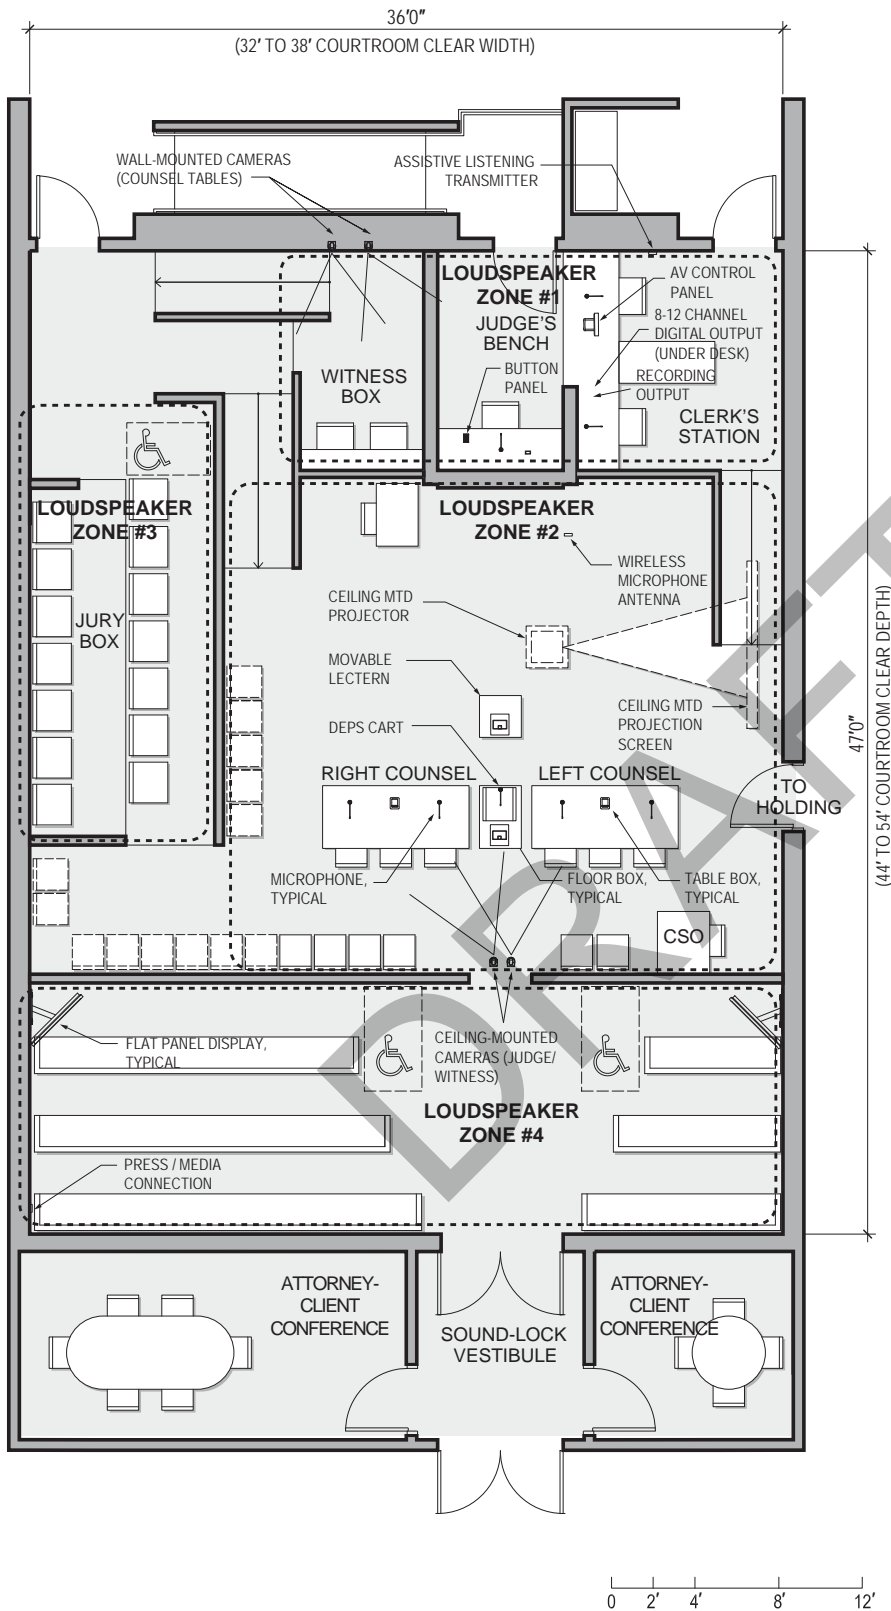 36′0″
(32′ TO 38′ COURTROOM CLEAR WIDTH)
WALL-MOUNTED CAMERAS
(COUNSEL TABLES)
ASSISTIVE LISTENING
TRANSMITTER
LOUDSPEAKER
ZONE #1
JUDGE'S
BENCH
AV CONTROL
PANEL
8-12 CHANNEL
DIGITAL OUTPUT
(UNDER DESK)
RECORDING
OUTPUT
BUTTON
PANEL
WITNESS
BOX
CLERK'S
STATION
LOUDSPEAKER
ZONE #3
JURY
BOX
LOUDSPEAKER
ZONE #2
WIRELESS
MICROPHONE
ANTENNA
CEILING MTD
PROJECTOR
MOVABLE
LECTERN
DEPS CART
CEILING MTD
PROJECTION
SCREEN
RIGHT COUNSEL
LEFT COUNSEL
TO
HOLDING
47′0″
(44′ TO 54′ COURTROOM CLEAR DEPTH)
MICROPHONE,
TYPICAL
FLOOR BOX,
TYPICAL
TABLE BOX,
TYPICAL
CSO
FLAT PANEL DISPLAY,
TYPICAL
CEILING-MOUNTED
CAMERAS (JUDGE/
WITNESS)
LOUDSPEAKER
ZONE #4
PRESS / MEDIA
CONNECTION
ATTORNEY-
CLIENT
CONFERENCE
SOUND-LOCK
VESTIBULE
ATTORNEY-
CLIENT
CONFERENCE
DRAFT
0 2′ 4′ 8′ 12′